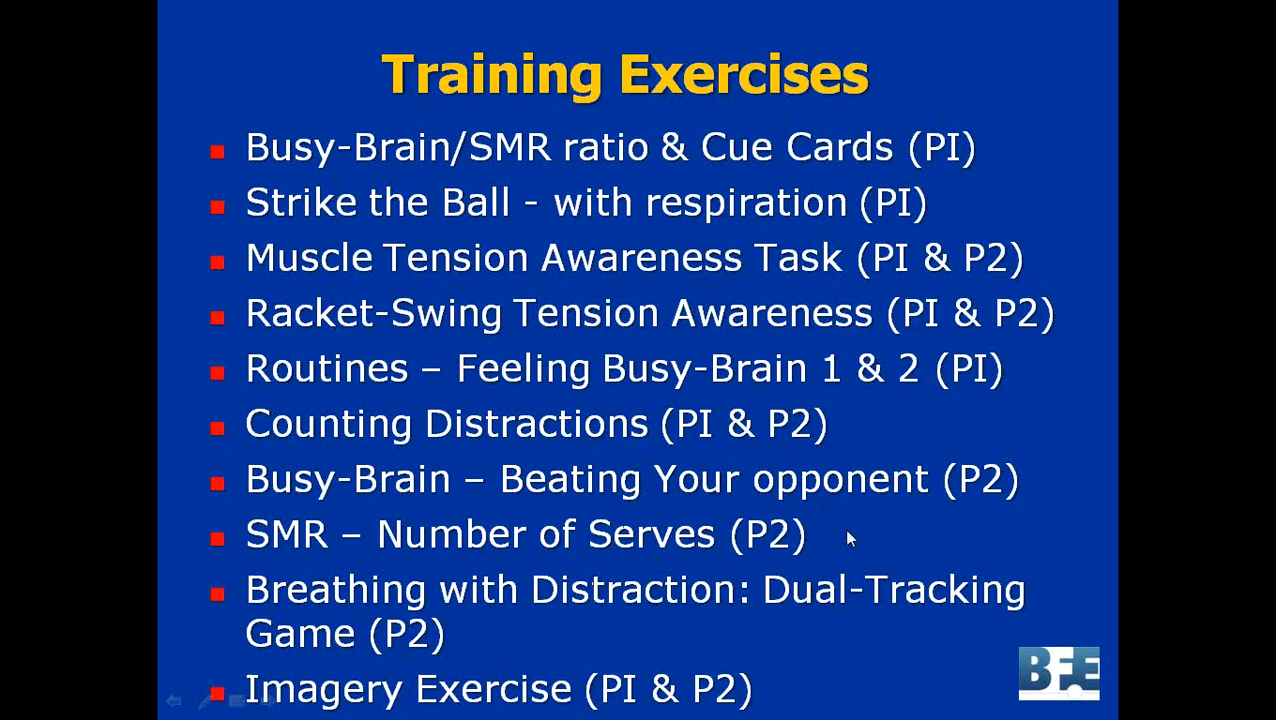 Training Exercises
Busy-Brain/SMR ratio & Cue Cards (PI)
Strike the Ball - with respiration (PI)
Muscle Tension Awareness Task (PI & P2)
Racket-Swing Tension Awareness (PI & P2)
Routines – Feeling Busy-Brain 1 & 2 (PI)
Counting Distractions (PI & P2)
Busy-Brain – Beating Your opponent (P2)
SMR – Number of Serves (P2)
Breathing with Distraction: Dual-Tracking
Game (P2)
Imagery Exercise (PI & P2)
BFE